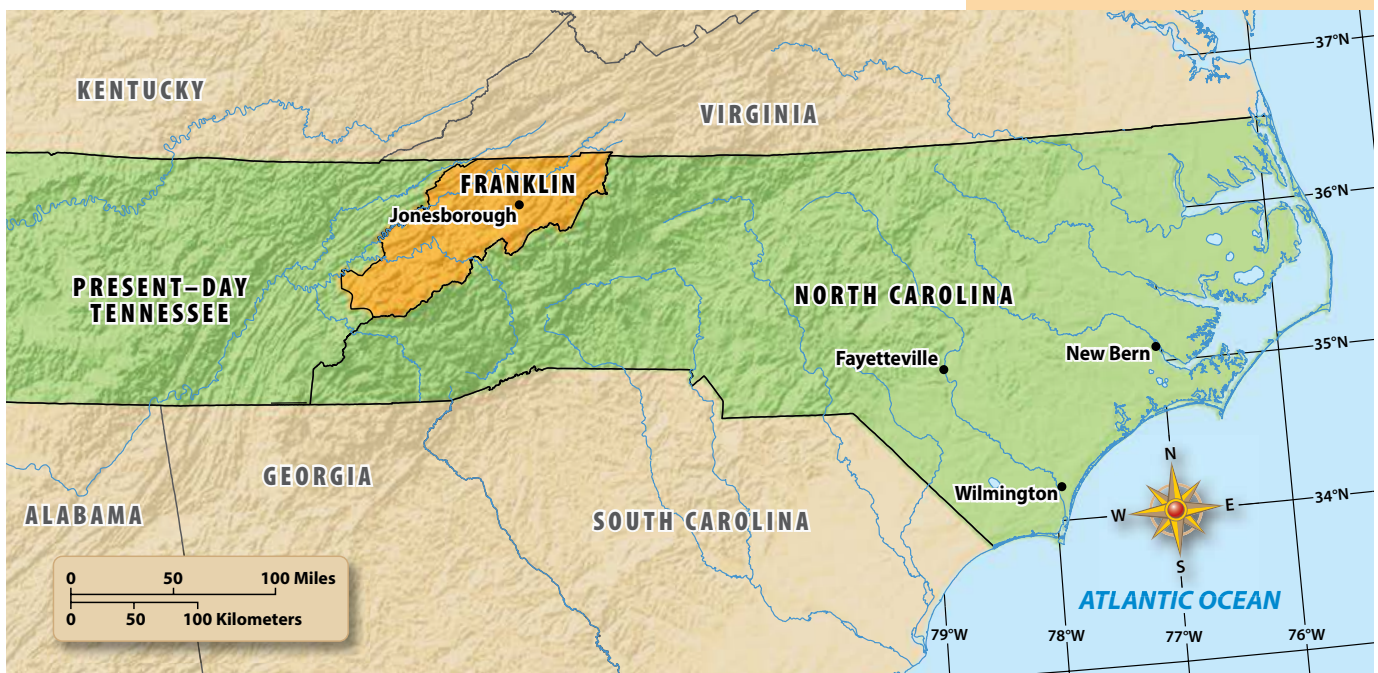 37°N
KENTUCKY
VIRGINIA
36°N
FRANKLIN
Jonesborough
PRESENT–DAY
TENNESSEE
NORTH CAROLINA
35°N
New Bern
Fayetteville
GEORGIA
N
Wilmington
34°N
W
E
ALABAMA
SOUTH CAROLINA
S
0 50 100 Miles
0 50 100 Kilometers
ATLANTIC OCEAN
79°W
78°W
77°W
76°W